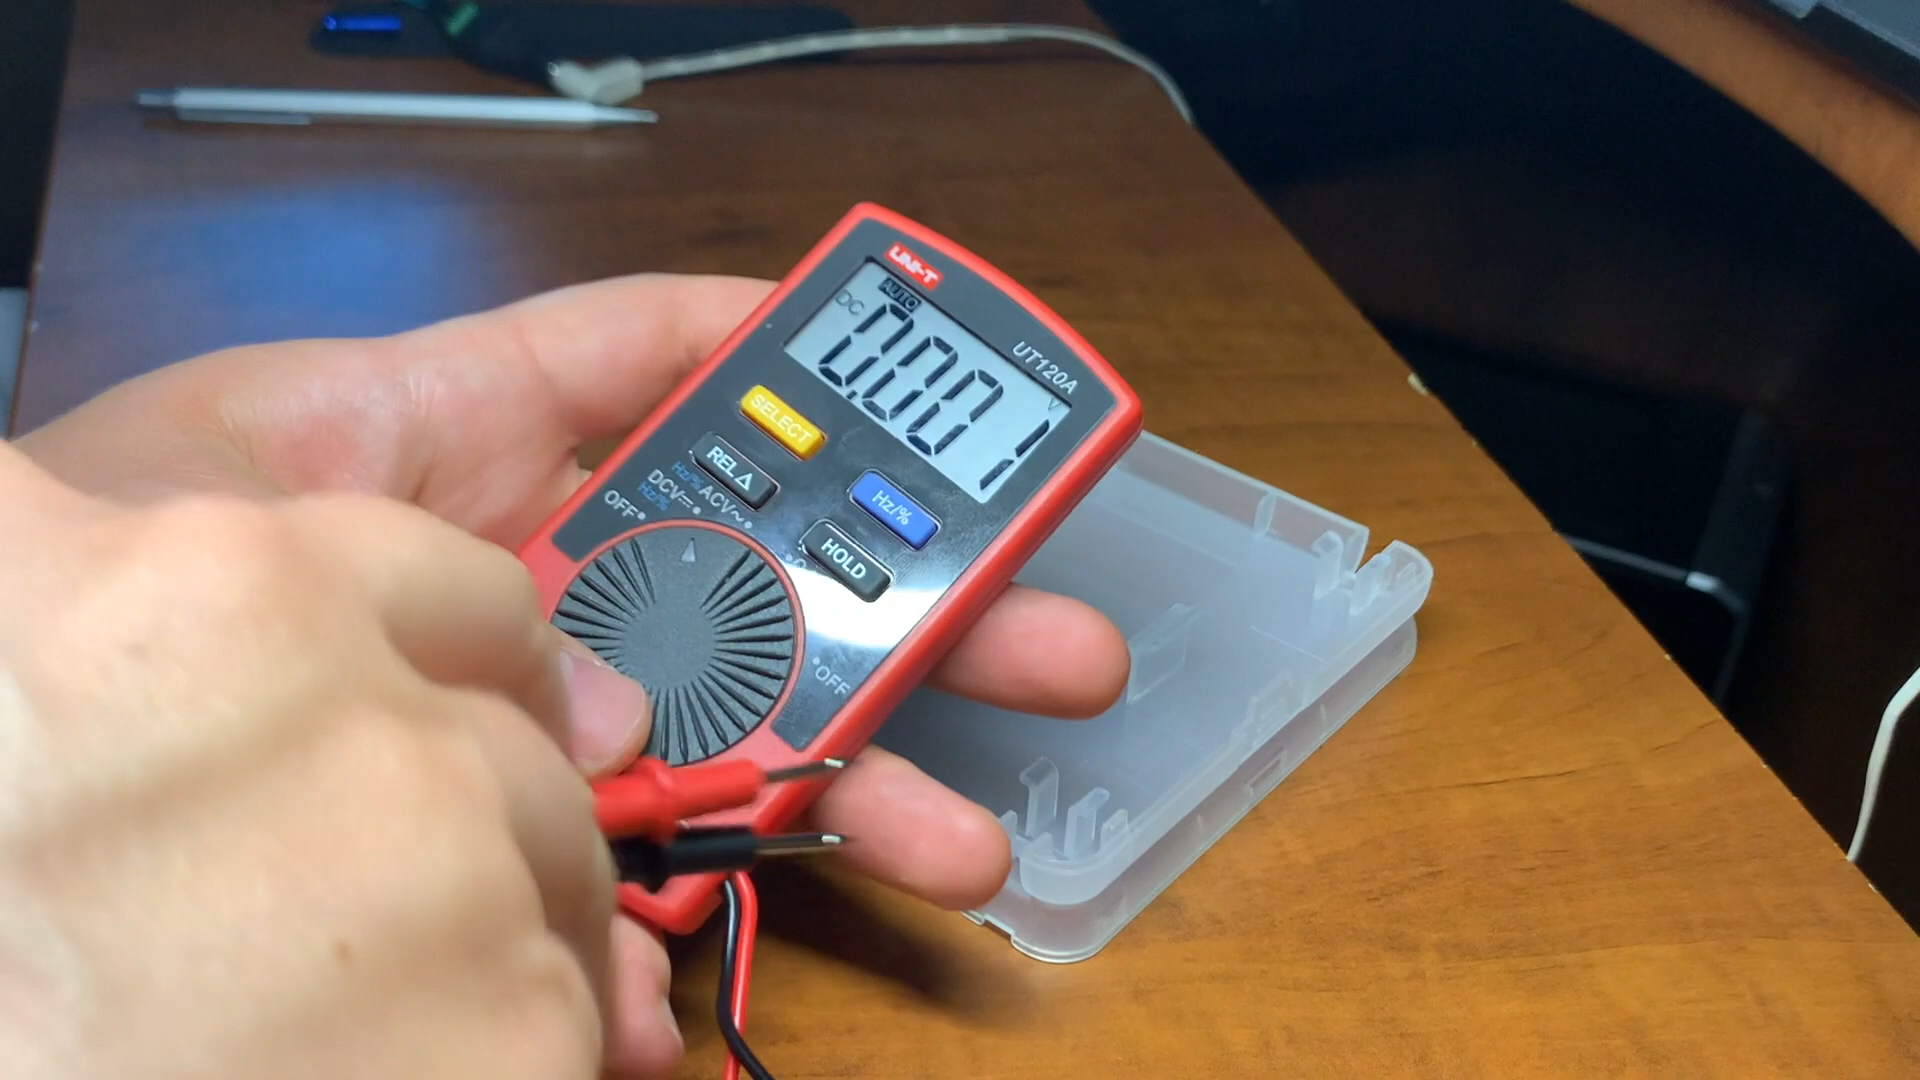 UNI-T
UT120A
AUTO
DC
0.001
V
SELECT
REL△
Hz/%
HOLD
Hz/%
DCV⎓
Hz/%
ACV~
OFF
OFF